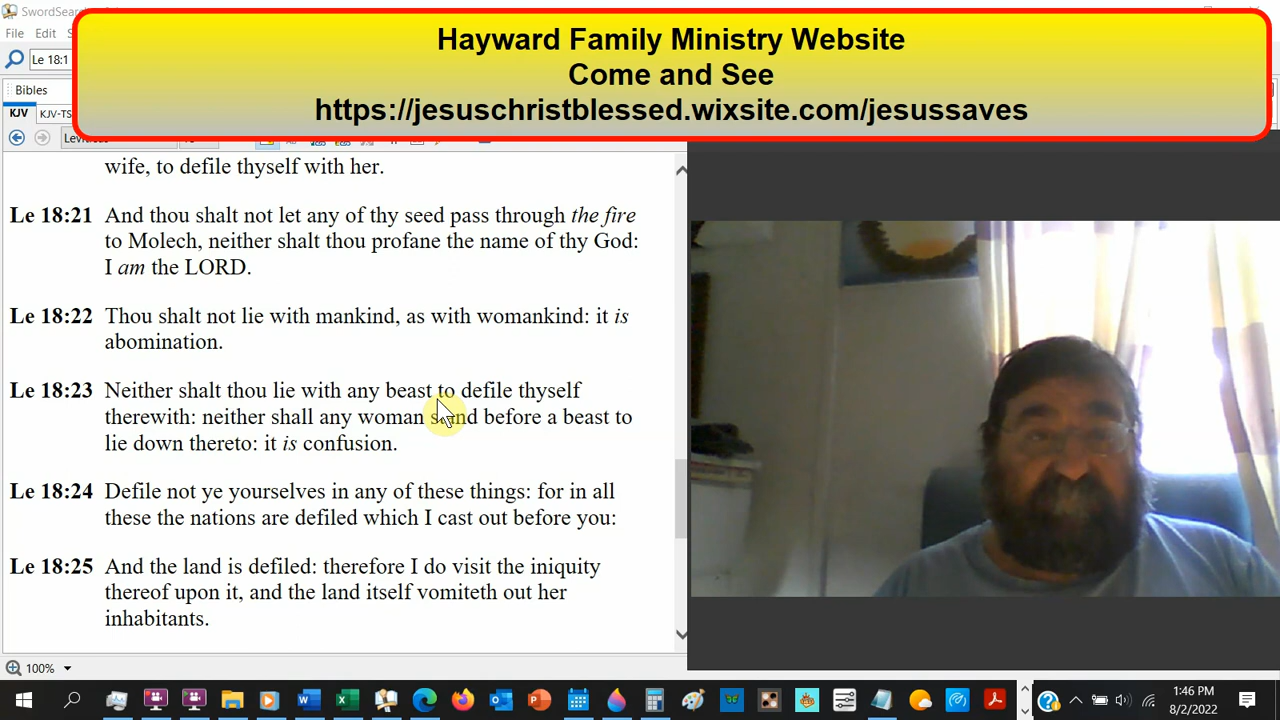 SwordSearc
Hayward Family Ministry Website
Come and See
https://jesuschristblessed.wixsite.com/jesussaves
File Edit S
Le 18:1
Bibles
KJV KJV-TS
wife, to defile thyself with her.
Le 18:21 And thou shalt not let any of thy seed pass through the fire
to Molech, neither shalt thou profane the name of thy God:
I am the LORD.
Le 18:22 Thou shalt not lie with mankind, as with womankind: it is
abomination.
Le 18:23 Neither shalt thou lie with any beast to defile thyself
therewith: neither shall any woman stand before a beast to
lie down thereto: it is confusion.
Le 18:24 Defile not ye yourselves in any of these things: for in all
these the nations are defiled which I cast out before you:
Le 18:25 And the land is defiled: therefore I do visit the iniquity
thereof upon it, and the land itself vomiteth out her
inhabitants.
100%
1:46 PM
8/2/2022